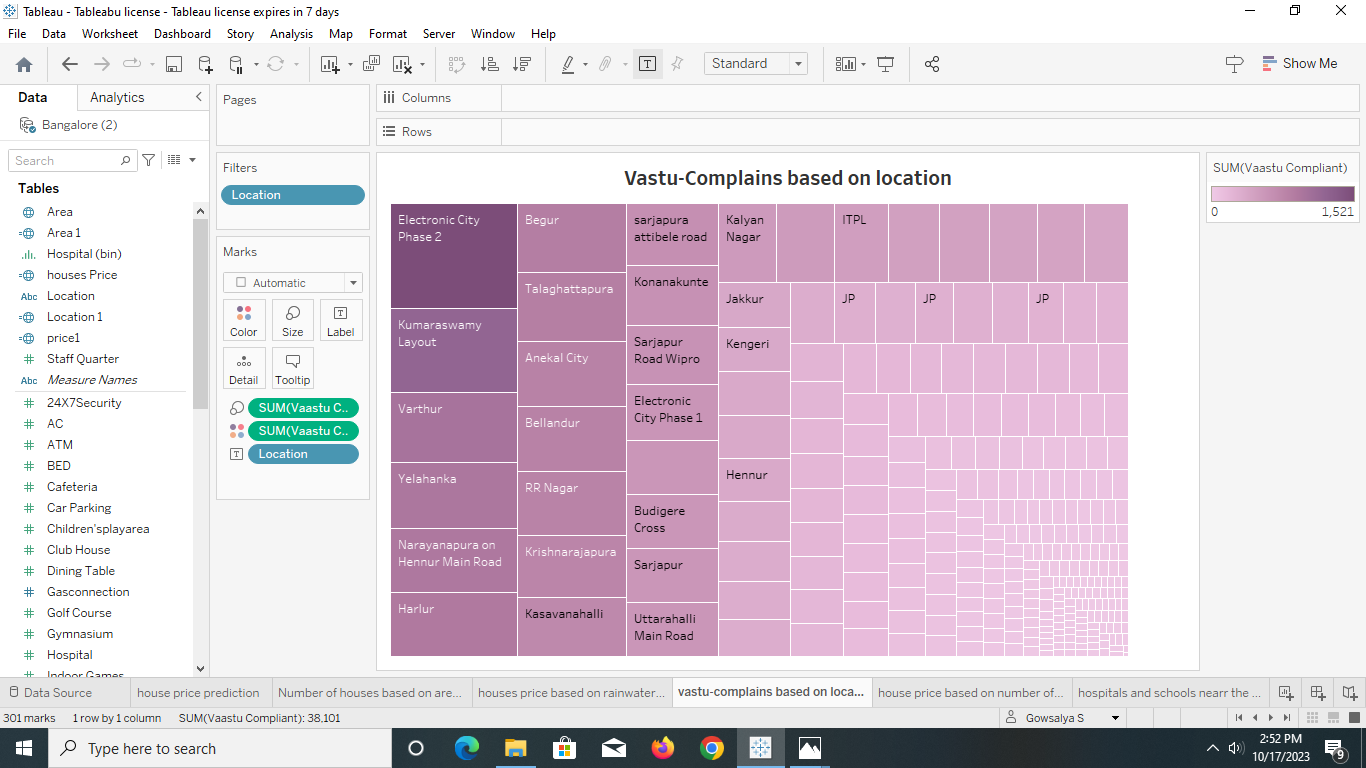 Tableau - Tableabu license - Tableau license expires in 7 days
File Data Worksheet Dashboard Story Analysis Map Format Server Window Help
Standard
Show Me
Data Analytics
Bangalore (2)
Search
Tables
Area
Area 1
Hospital (bin)
houses Price
Abc Location
Location 1
price1
Staff Quarter
Abc Measure Names
24X7Security
AC
ATM
BED
Cafeteria
Car Parking
Children'splayarea
Club House
Dining Table
Gasconnection
Golf Course
Gymnasium
Hospital
Indoor Games
Pages
Filters
Location
Marks
Automatic
Color Size Label
Detail Tooltip
SUM(Vaastu C..
SUM(Vaastu C..
Location
Columns
Rows
Vastu-Complains based on location
Electronic City
Phase 2
Kumaraswamy
Layout
Varthur
Yelahanka
Narayanapura on
Hennur Main Road
Harlur
Begur
Talaghattapura
Anekal City
Bellandur
RR Nagar
Krishnarajapura
Kasavanahalli
sarjapura
attibele road
Konanakunte
Sarjapur
Road Wipro
Electronic
City Phase 1
Budigere
Cross
Sarjapur
Uttarahalli
Main Road
Kalyan
Nagar
Jakkur
Kengeri
Hennur
ITPL
JP JP JP
SUM(Vaastu Compliant)
0 1,521
Data Source house price prediction Number of houses based on are... houses price based on rainwater... vastu-complains based on loca... house price based on number of... hospitals and schools nearr the ...
301 marks 1 row by 1 column SUM(Vaastu Compliant): 38,101 Gowsalya S
Type here to search
2:52 PM
10/17/2023
9